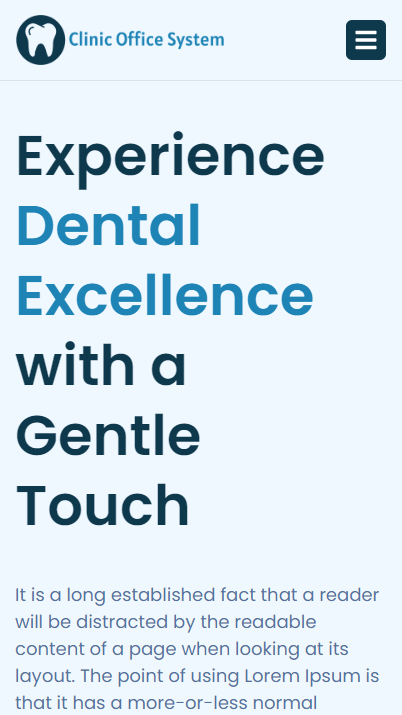 Clinic Office System
Experience
Dental
Excellence
with a
Gentle
Touch
It is a long established fact that a reader
will be distracted by the readable
content of a page when looking at its
layout. The point of using Lorem Ipsum is
that it has a more-or-less normal